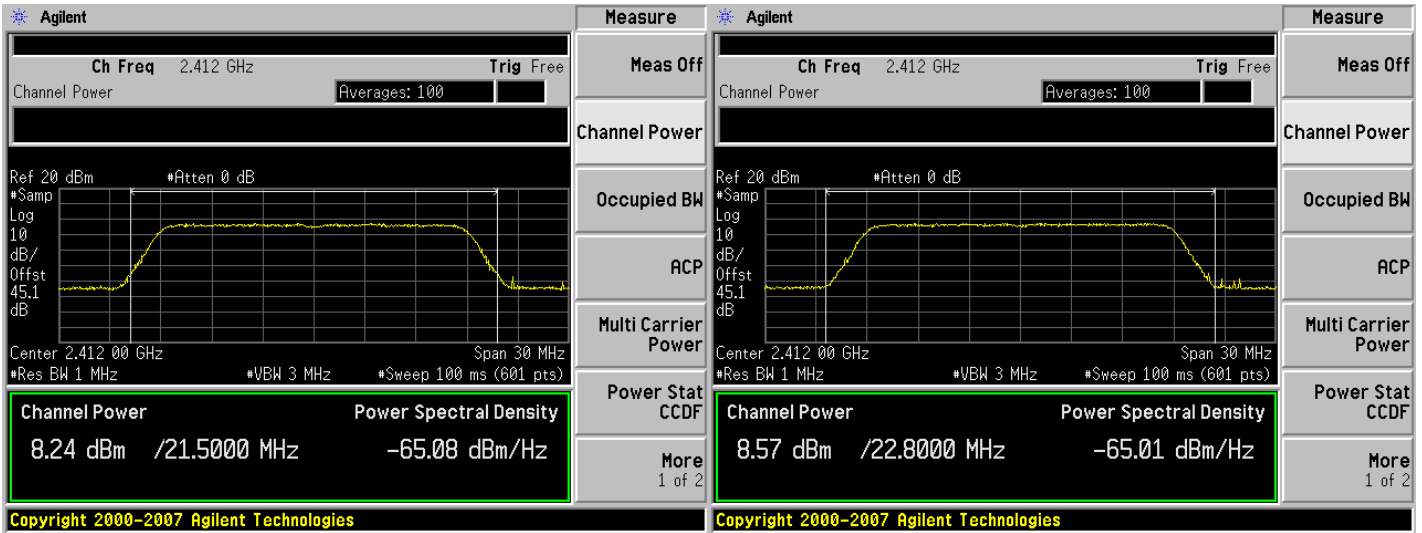 Agilent
Measure
Ch Freq 2.412 GHz Trig Free
Meas Off
Channel Power Averages: 100
Channel Power
Ref 20 dBm #Atten 0 dB
#Samp
Log
10
dB/
Offst
45.1
dB
Occupied BW
ACP
Multi Carrier
Power
Center 2.412 00 GHz Span 30 MHz
#Res BW 1 MHz #VBW 3 MHz #Sweep 100 ms (601 pts)
Power Stat
CCDF
Channel Power Power Spectral Density
8.24 dBm /21.5000 MHz -65.08 dBm/Hz
More
1 of 2
Copyright 2000-2007 Agilent Technologies
Agilent
Measure
Ch Freq 2.412 GHz Trig Free
Meas Off
Channel Power Averages: 100
Channel Power
Ref 20 dBm #Atten 0 dB
#Samp
Log
10
dB/
Offst
45.1
dB
Occupied BW
ACP
Multi Carrier
Power
Center 2.412 00 GHz Span 30 MHz
#Res BW 1 MHz #VBW 3 MHz #Sweep 100 ms (601 pts)
Power Stat
CCDF
Channel Power Power Spectral Density
8.57 dBm /22.8000 MHz -65.01 dBm/Hz
More
1 of 2
Copyright 2000-2007 Agilent Technologies